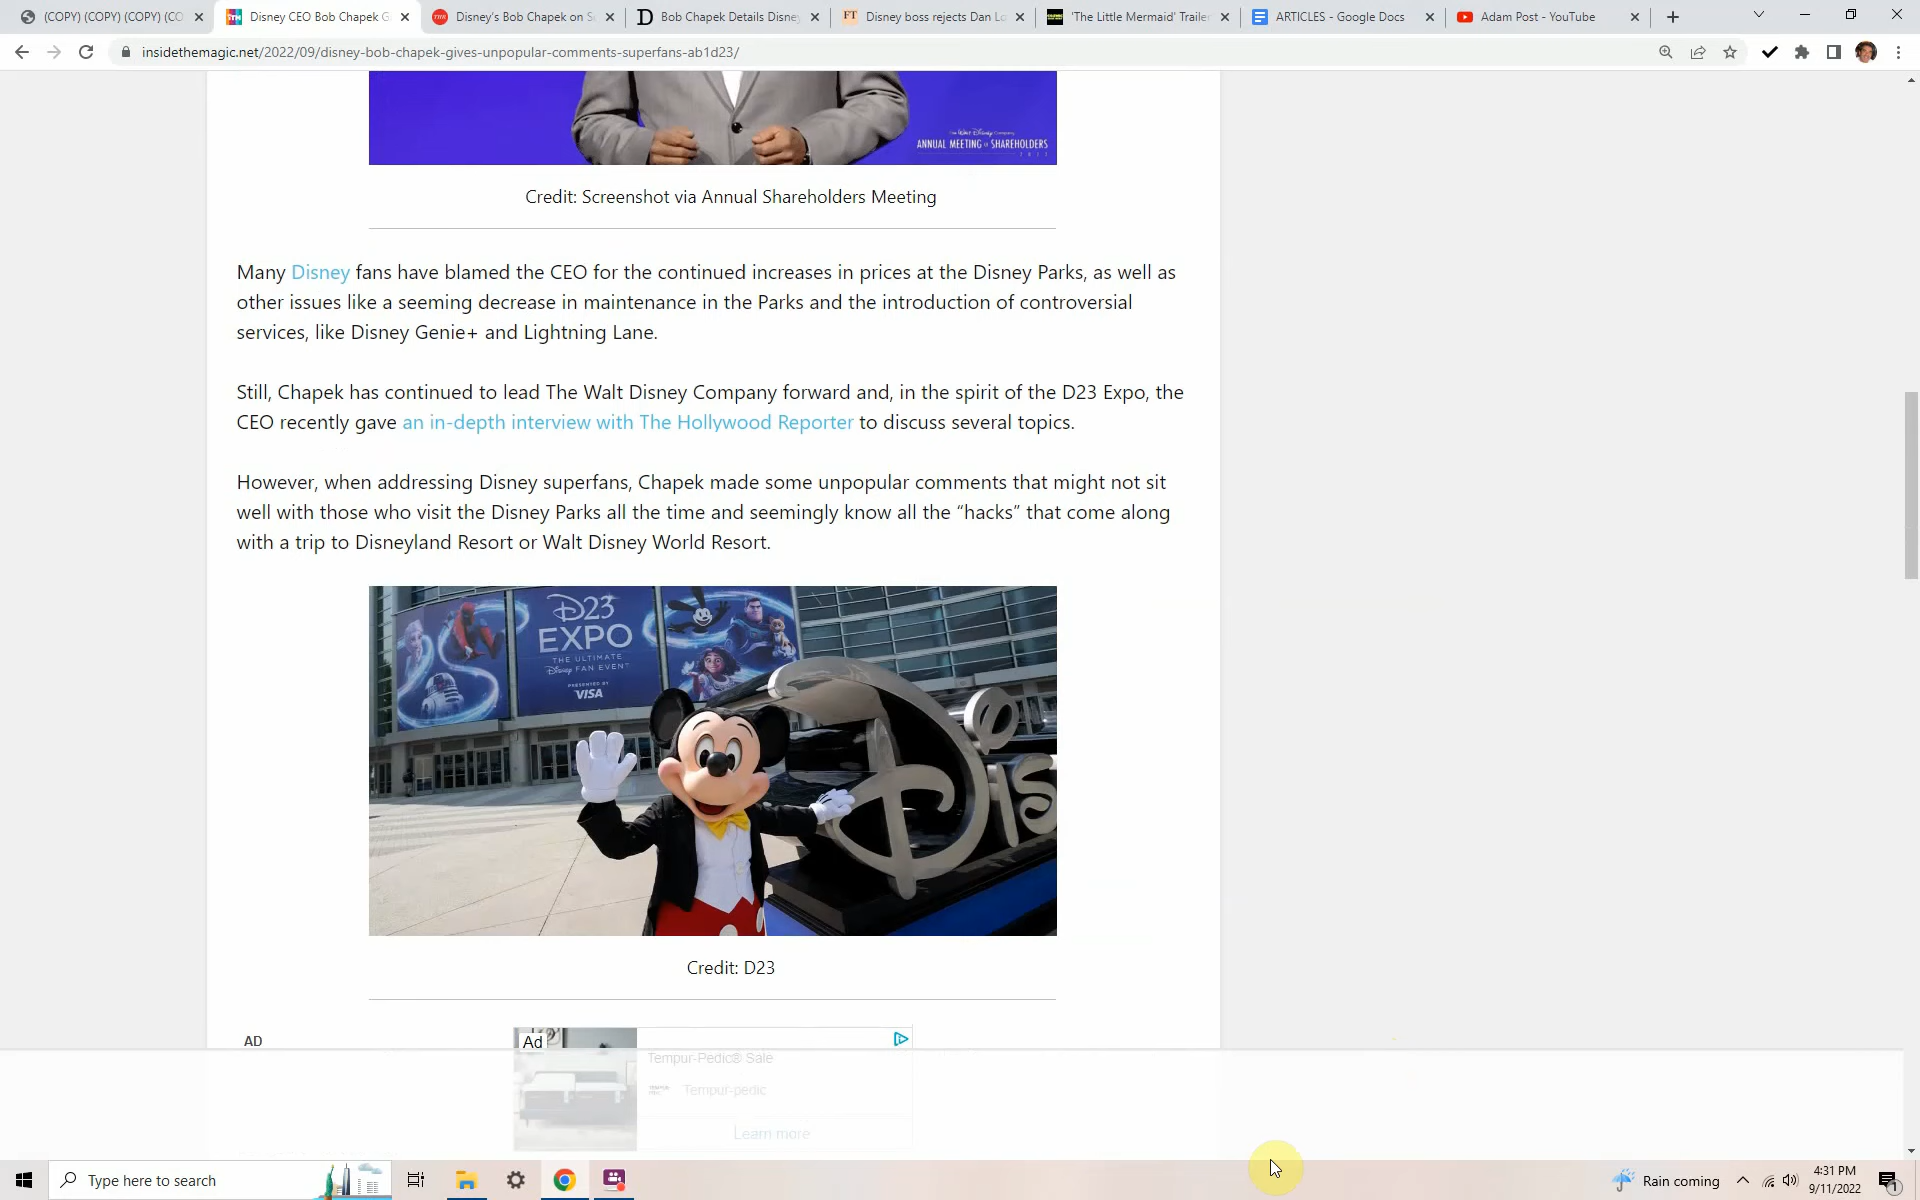 (COPY) (COPY) (COPY) (CO
Disney CEO Bob Chapek G
Disney's Bob Chapek on S
Bob Chapek Details Disney
Disney boss rejects Dan Lo
'The Little Mermaid' Trailer
ARTICLES - Google Docs
Adam Post - YouTube
insidethemagic.net/2022/09/disney-bob-chapek-gives-unpopular-comments-superfans-ab1d23/
The Walt Disney Company
ANNUAL MEETING of SHAREHOLDERS
Credit: Screenshot via Annual Shareholders Meeting
Many Disney fans have blamed the CEO for the continued increases in prices at the Disney Parks, as well as
other issues like a seeming decrease in maintenance in the Parks and the introduction of controversial
services, like Disney Genie+ and Lightning Lane.
Still, Chapek has continued to lead The Walt Disney Company forward and, in the spirit of the D23 Expo, the
CEO recently gave an in-depth interview with The Hollywood Reporter to discuss several topics.
However, when addressing Disney superfans, Chapek made some unpopular comments that might not sit
well with those who visit the Disney Parks all the time and seemingly know all the “hacks” that come along
with a trip to Disneyland Resort or Walt Disney World Resort.
D23
EXPO
THE ULTIMATE
Disney FAN EVENT
PRESENTED BY
VISA
Dis
Credit: D23
AD
Ad
Tempur-Pedic® Sale
Tempur-pedic
Learn more
Type here to search
Rain coming
4:31 PM
9/11/2022
1